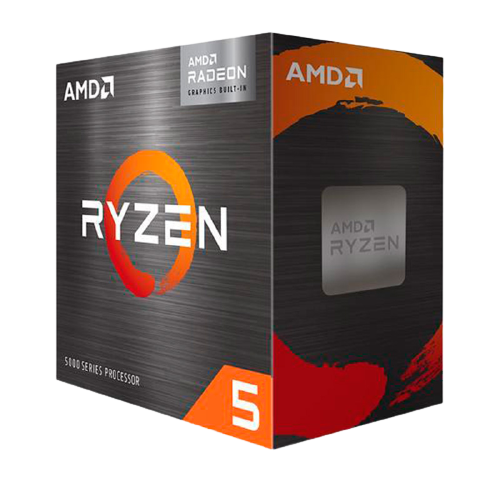 AMD
AMD
RADEON
GRAPHICS BUILT-IN
RYZEN
5000 SERIES PROCESSOR
5
AMD
AMD
RYZEN